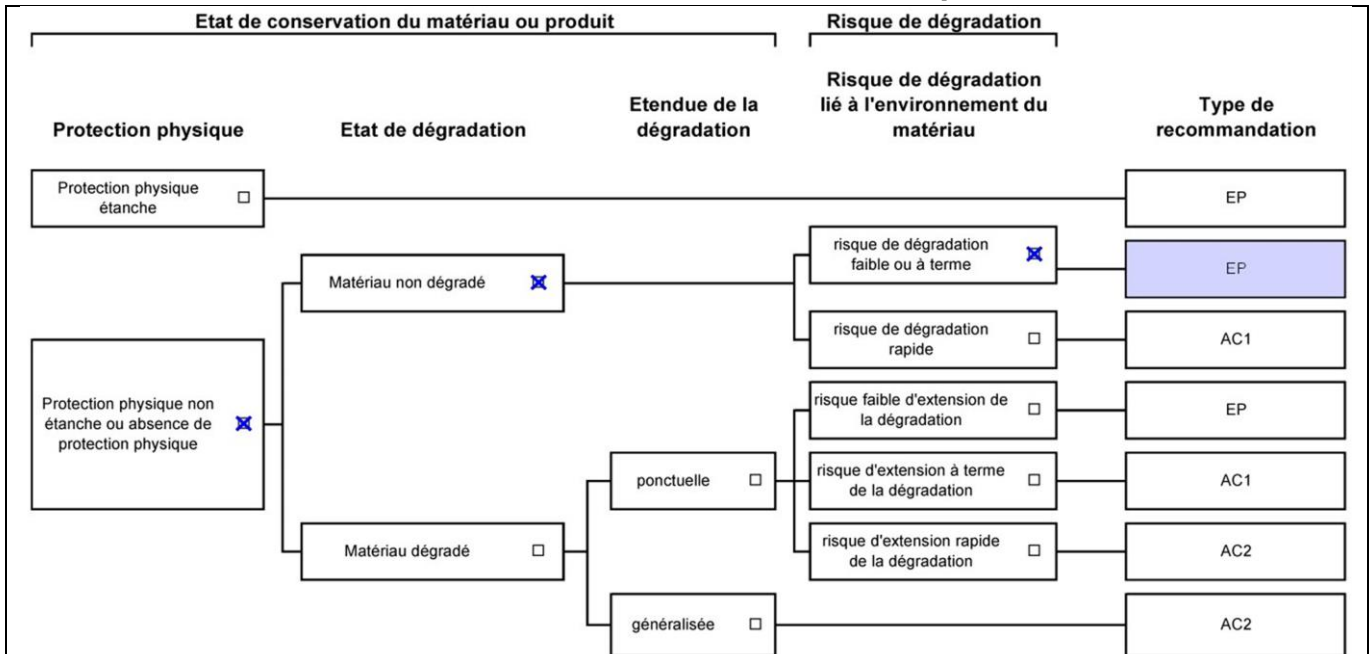 Etat de conservation du matériau ou produit
Risque de dégradation
Protection physique
Etat de dégradation
Etendue de la
dégradation
Risque de dégradation
lié à l'environnement du
matériau
Type de
recommandation
Protection physique
étanche
EP
risque de dégradation
faible ou à terme
EP
Matériau non dégradé
risque de dégradation
rapide
AC1
Protection physique non
étanche ou absence de
protection physique
risque faible d'extension de
la dégradation
EP
ponctuelle
risque d'extension à terme
de la dégradation
AC1
Matériau dégradé
risque d'extension rapide
de la dégradation
AC2
généralisée
AC2